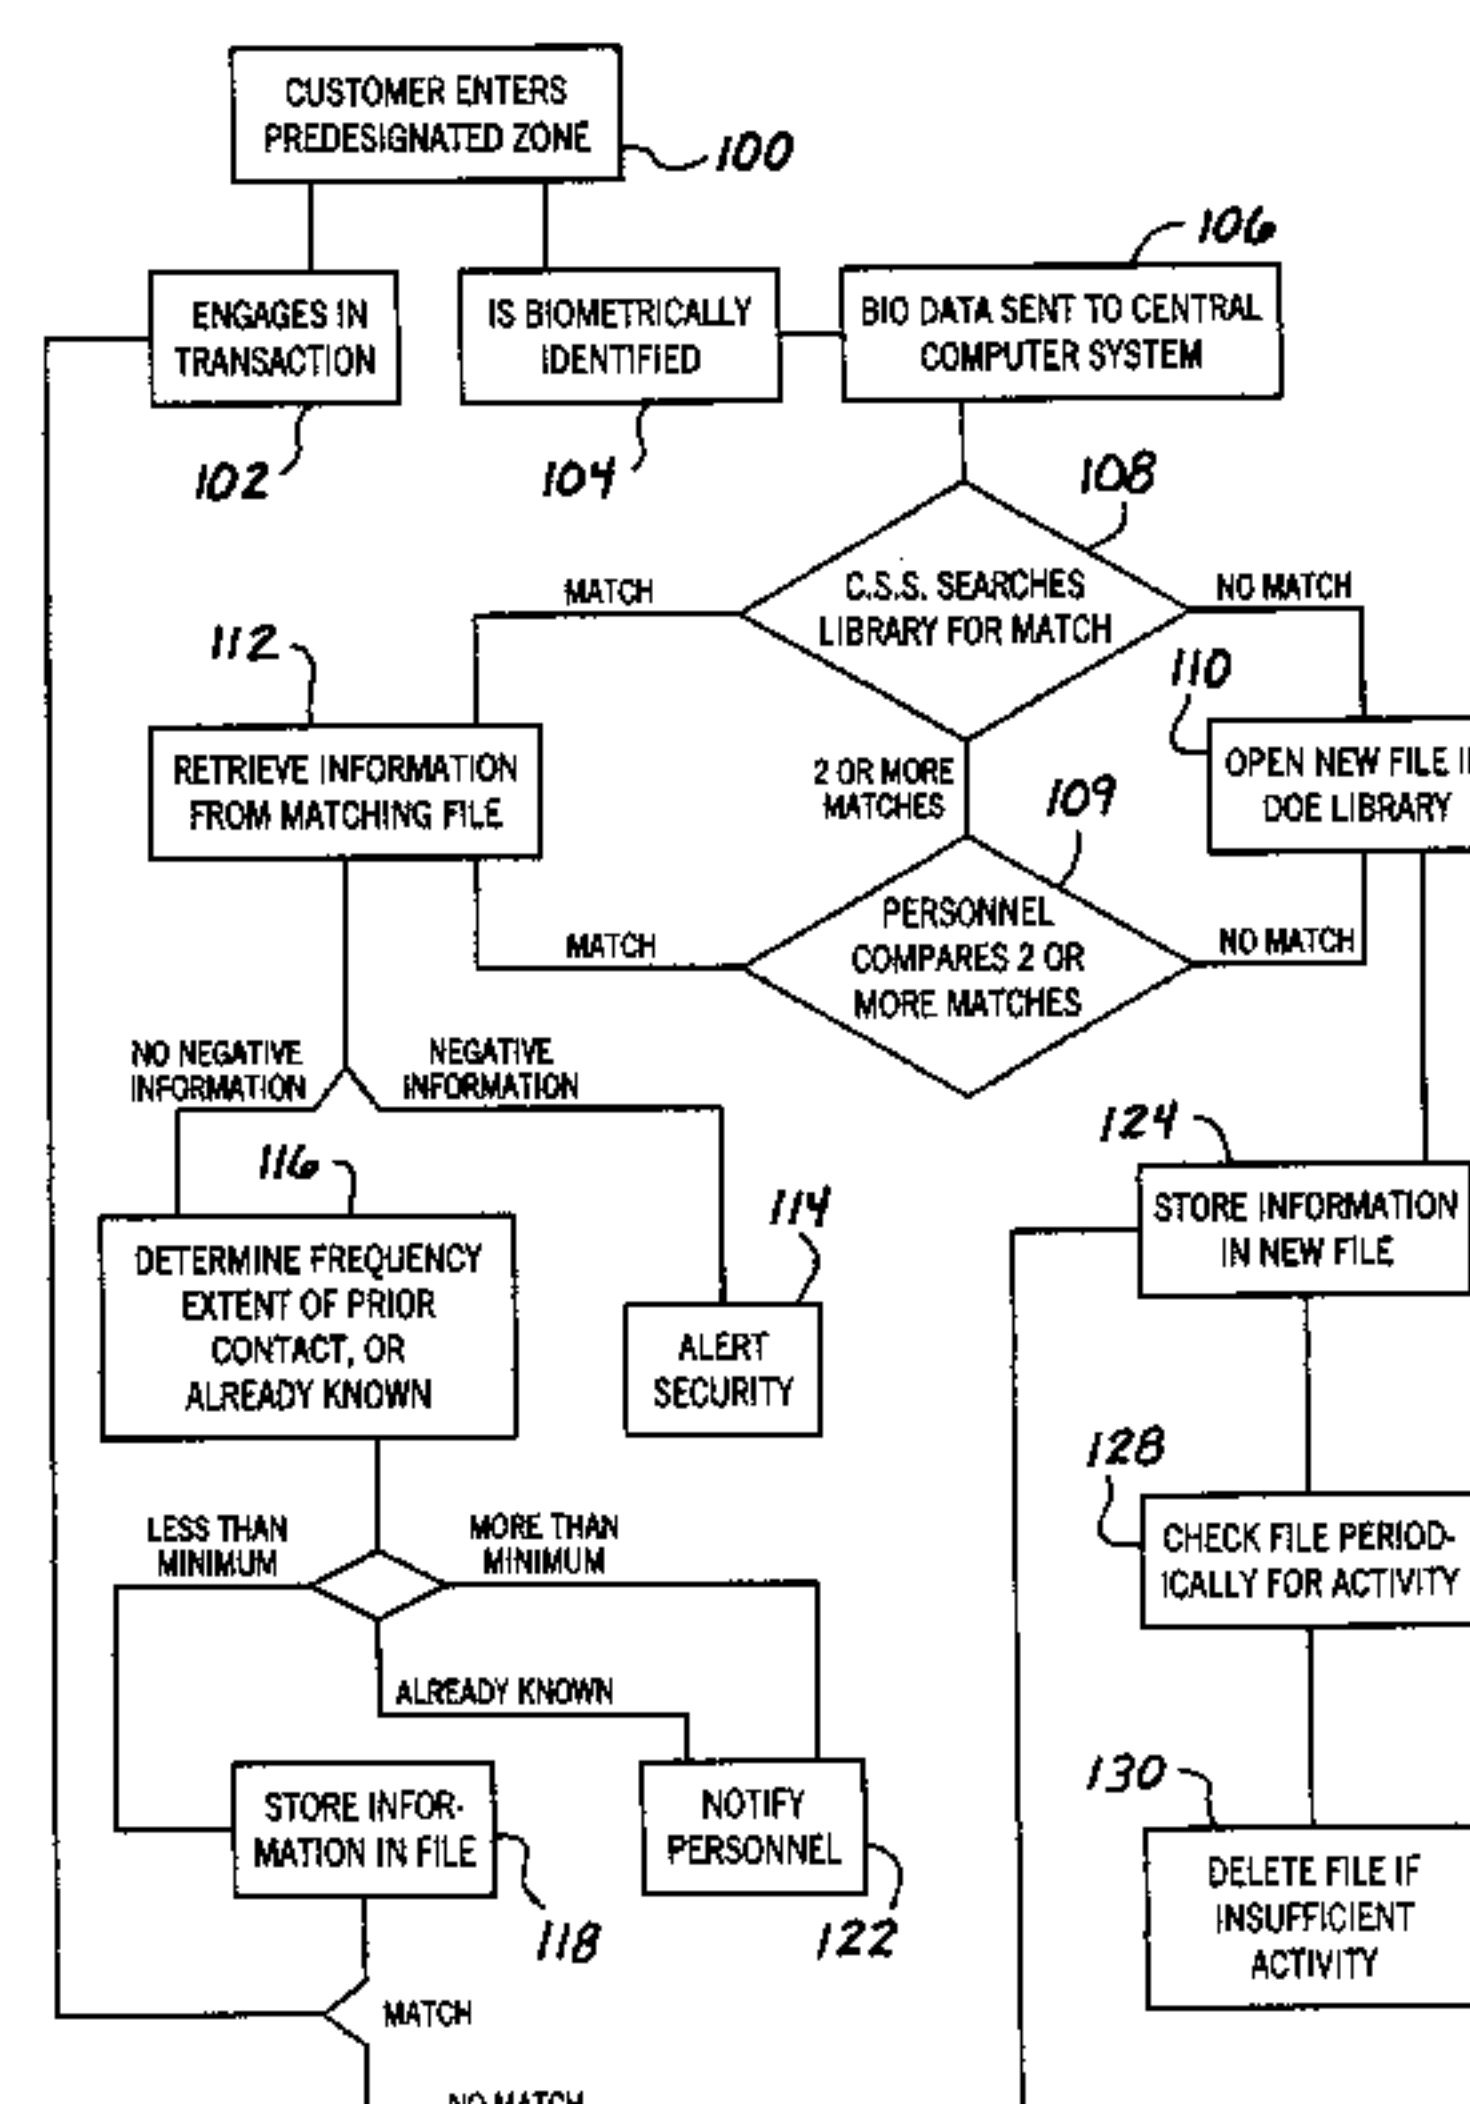 CUSTOMER ENTERS
PREDESIGNATED ZONE
100
106
ENGAGES IN
TRANSACTION
IS BIOMETRICALLY
IDENTIFIED
BIO DATA SENT TO CENTRAL
COMPUTER SYSTEM
102
104
108
C.S.S. SEARCHES
LIBRARY FOR MATCH
MATCH
NO MATCH
112
110
RETRIEVE INFORMATION
FROM MATCHING FILE
2 OR MORE
MATCHES
109
OPEN NEW FILE I
DOE LIBRARY
PERSONNEL
COMPARES 2 OR
MORE MATCHES
MATCH
NO MATCH
NO NEGATIVE
INFORMATION
NEGATIVE
INFORMATION
124
116
114
STORE INFORMATION
IN NEW FILE
DETERMINE FREQUENCY
EXTENT OF PRIOR
CONTACT, OR
ALREADY KNOWN
ALERT
SECURITY
128
LESS THAN
MINIMUM
MORE THAN
MINIMUM
CHECK FILE PERIOD-
ICALLY FOR ACTIVITY
ALREADY KNOWN
130
STORE INFOR-
MATION IN FILE
NOTIFY
PERSONNEL
DELETE FILE IF
INSUFFICIENT
ACTIVITY
118
122
MATCH
NO MATCH